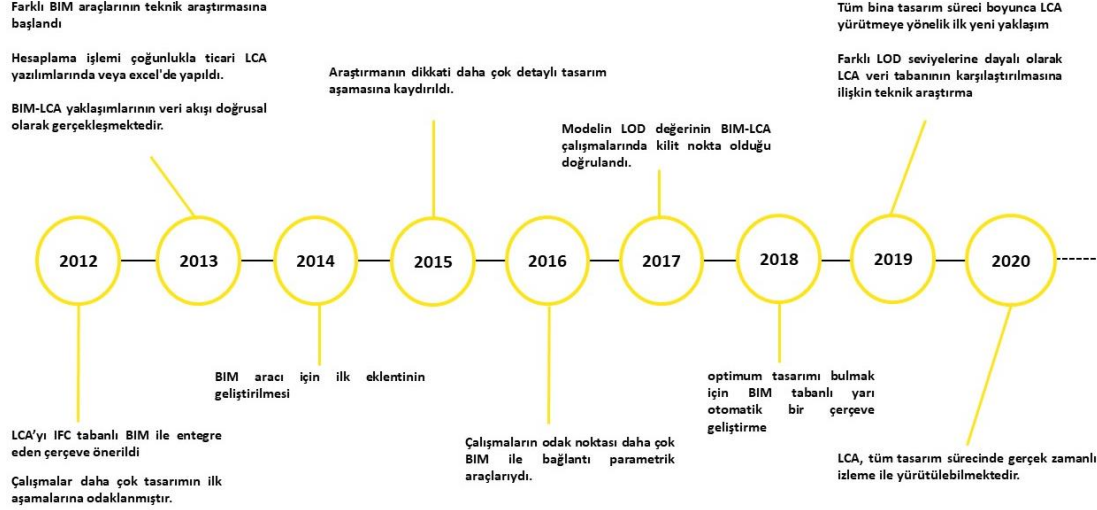 Farklı BIM araçlarının teknik araştırmasına
başlandı
Hesaplama işlemi çoğunlukla ticari LCA
yazılımlarında veya excel'de yapıldı.
BIM-LCA yaklaşımlarının veri akışı doğrusal
olarak gerçekleşmektedir.
Araştırmanın dikkati daha çok detaylı tasarım
aşamasına kaydırıldı.
Modelin LOD değerinin BIM-LCA
çalışmalarında kilit nokta olduğu
doğrulandı.
Tüm bina tasarım süreci boyunca LCA
yürütmeye yönelik ilk yeni yaklaşım
Farklı LOD seviyelerine dayalı olarak
LCA veri tabanının karşılaştırılmasına
ilişkin teknik araştırma
2012 2013 2014 2015 2016 2017 2018 2019 2020
LCA'yı IFC tabanlı BIM ile entegre
eden çerçeve önerildi
Çalışmalar daha çok tasarımın ilk
aşamalarına odaklanmıştır.
BIM aracı için ilk eklentinin
geliştirilmesi
Çalışmaların odak noktası daha çok
BIM ile bağlantı parametrik
araçlarıydı.
optimum tasarımı bulmak
için BIM tabanlı yarı
otomatik bir çerçeve
geliştirme
LCA, tüm tasarım sürecinde gerçek zamanlı
izleme ile yürütülebilmektedir.